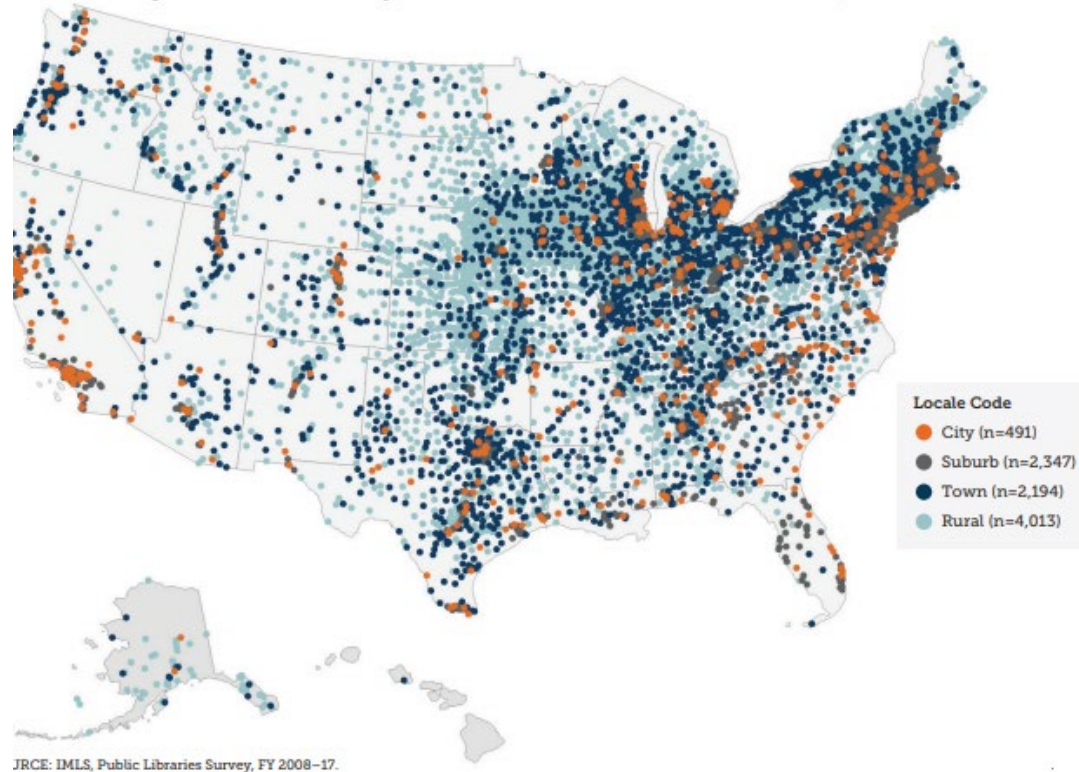 Locale Code
City (n=491)
Suburb (n=2,347)
Town (n=2,194)
Rural (n=4,013)
JRCE: IMLS, Public Libraries Survey, FY 2008–17.